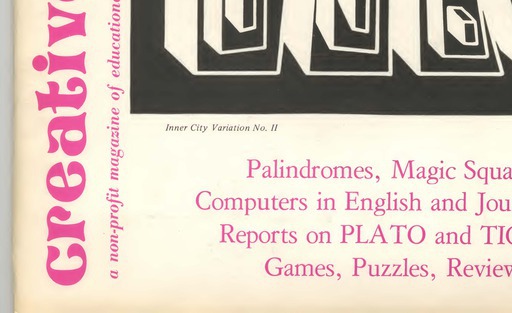 creativ
a non-profit magazine of educationa
Inner City Variation No. II
Palindromes, Magic Squa
Computers in English and Jou
Reports on PLATO and TIC
Games, Puzzles, Review